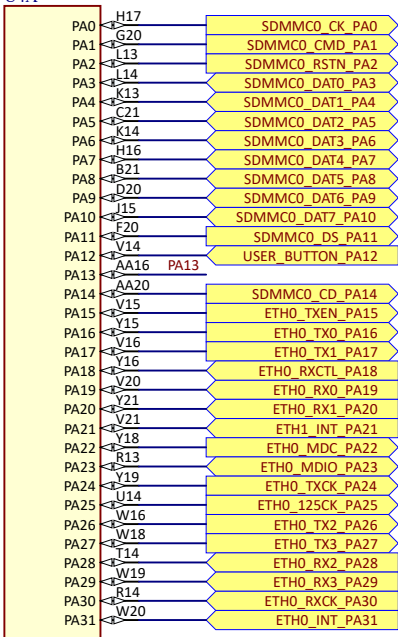 PA0 H17 SDMMC0_CK_PA0
PA1 G20 SDMMC0_CMD_PA1
PA2 L13 SDMMC0_RSTN_PA2
PA3 L14 SDMMC0_DAT0_PA3
PA4 K13 SDMMC0_DAT1_PA4
PA5 C21 SDMMC0_DAT2_PA5
PA6 K14 SDMMC0_DAT3_PA6
PA7 H16 SDMMC0_DAT4_PA7
PA8 B21 SDMMC0_DAT5_PA8
PA9 D20 SDMMC0_DAT6_PA9
PA10 J15 SDMMC0_DAT7_PA10
PA11 F20 SDMMC0_DS_PA11
PA12 V14 USER_BUTTON_PA12
PA13 AA16 PA13
PA14 AA20 SDMMC0_CD_PA14
PA15 V15 ETH0_TXEN_PA15
PA16 Y15 ETH0_TX0_PA16
PA17 V16 ETH0_TX1_PA17
PA18 Y16 ETH0_RXCTL_PA18
PA19 V20 ETH0_RX0_PA19
PA20 Y21 ETH0_RX1_PA20
PA21 V21 ETH1_INT_PA21
PA22 Y18 ETH0_MDC_PA22
PA23 R13 ETH0_MDIO_PA23
PA24 Y19 ETH0_TXCK_PA24
PA25 U14 ETH0_125CK_PA25
PA26 W16 ETH0_TX2_PA26
PA27 W18 ETH0_TX3_PA27
PA28 T14 ETH0_RX2_PA28
PA29 W19 ETH0_RX3_PA29
PA30 R14 ETH0_RXCK_PA30
PA31 W20 ETH0_INT_PA31